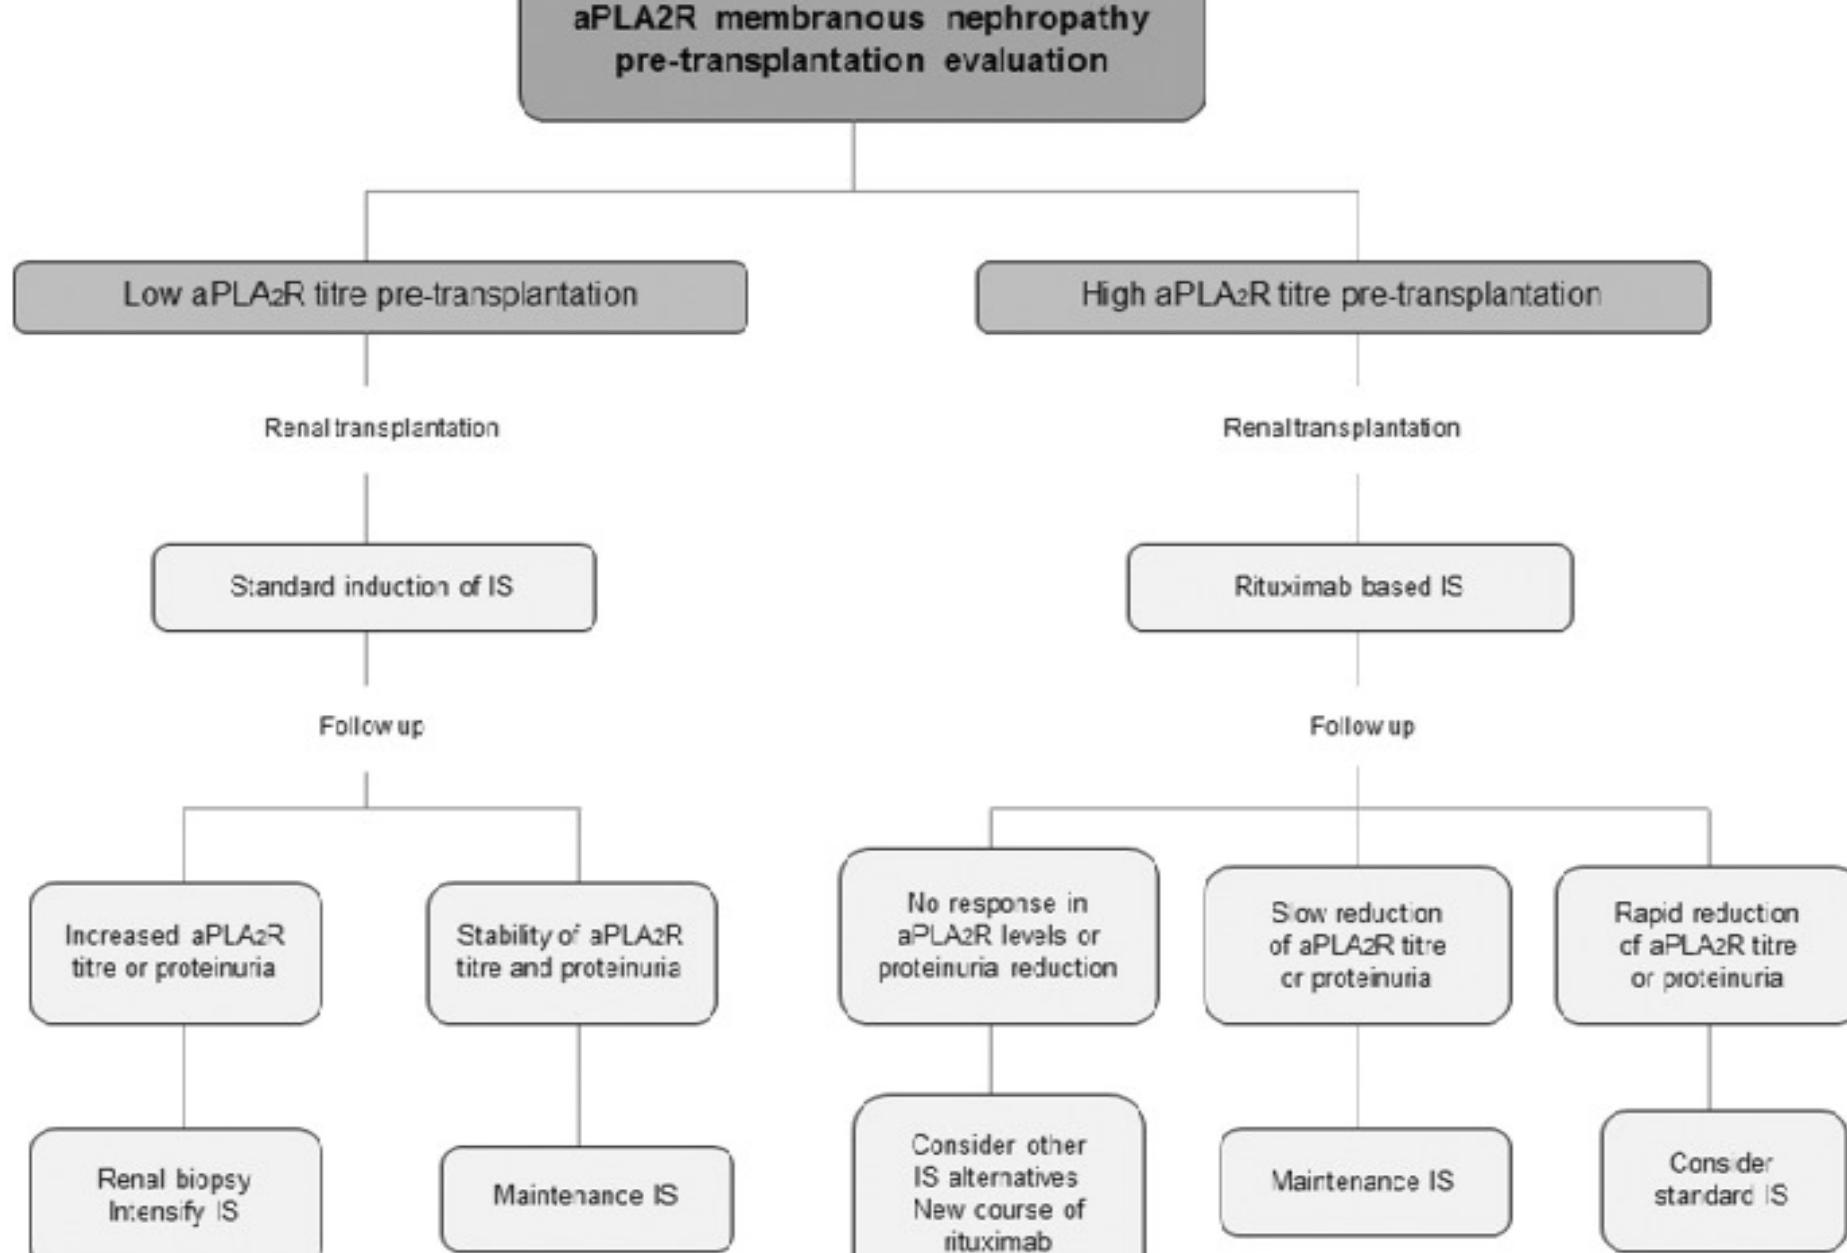 aPLA2R membranous nephropathy
pre-transplantation evaluation
Low aPLA2R titre pre-transplantation
High aPLA2R titre pre-transplantation
Renal transplantation
Renal transplantation
Standard induction of IS
Rituximab based IS
Follow up
Follow up
Increased aPLA2R
titre or proteinuria
Stability of aPLA2R
titre and proteinuria
No response in
aPLA2R levels or
proteinuria reduction
Slow reduction
of aPLA2R titre
or proteinuria
Rapid reduction
of aPLA2R titre
or proteinuria
Renal biopsy
Intensify IS
Maintenance IS
Consider other
IS alternatives
New course of
rituximab
Maintenance IS
Consider
standard IS